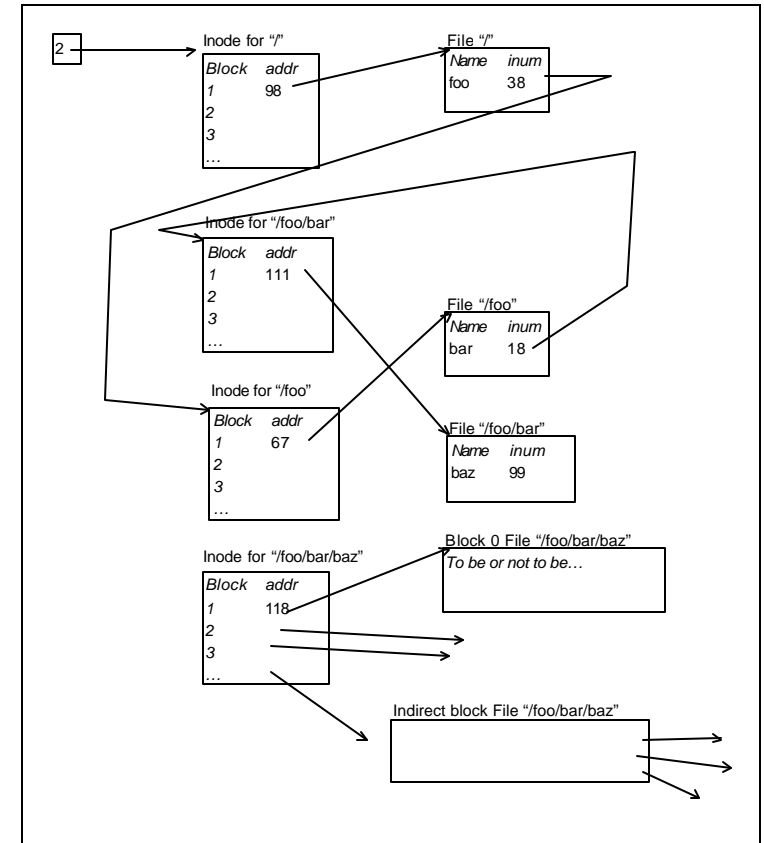 2
Inode for “/”
Block addr
1 98
2
3
…
File “/”
Name inum
foo 38
Inode for “/foo/bar”
Block addr
1 111
2
3
…
File “/foo”
Name inum
bar 18
Inode for “/foo”
Block addr
1 67
2
3
…
File “/foo/bar”
Name inum
baz 99
Inode for “/foo/bar/baz”
Block addr
1 118
2
3
…
Block 0 File “/foo/bar/baz”
To be or not to be…
Indirect block File “/foo/bar/baz”